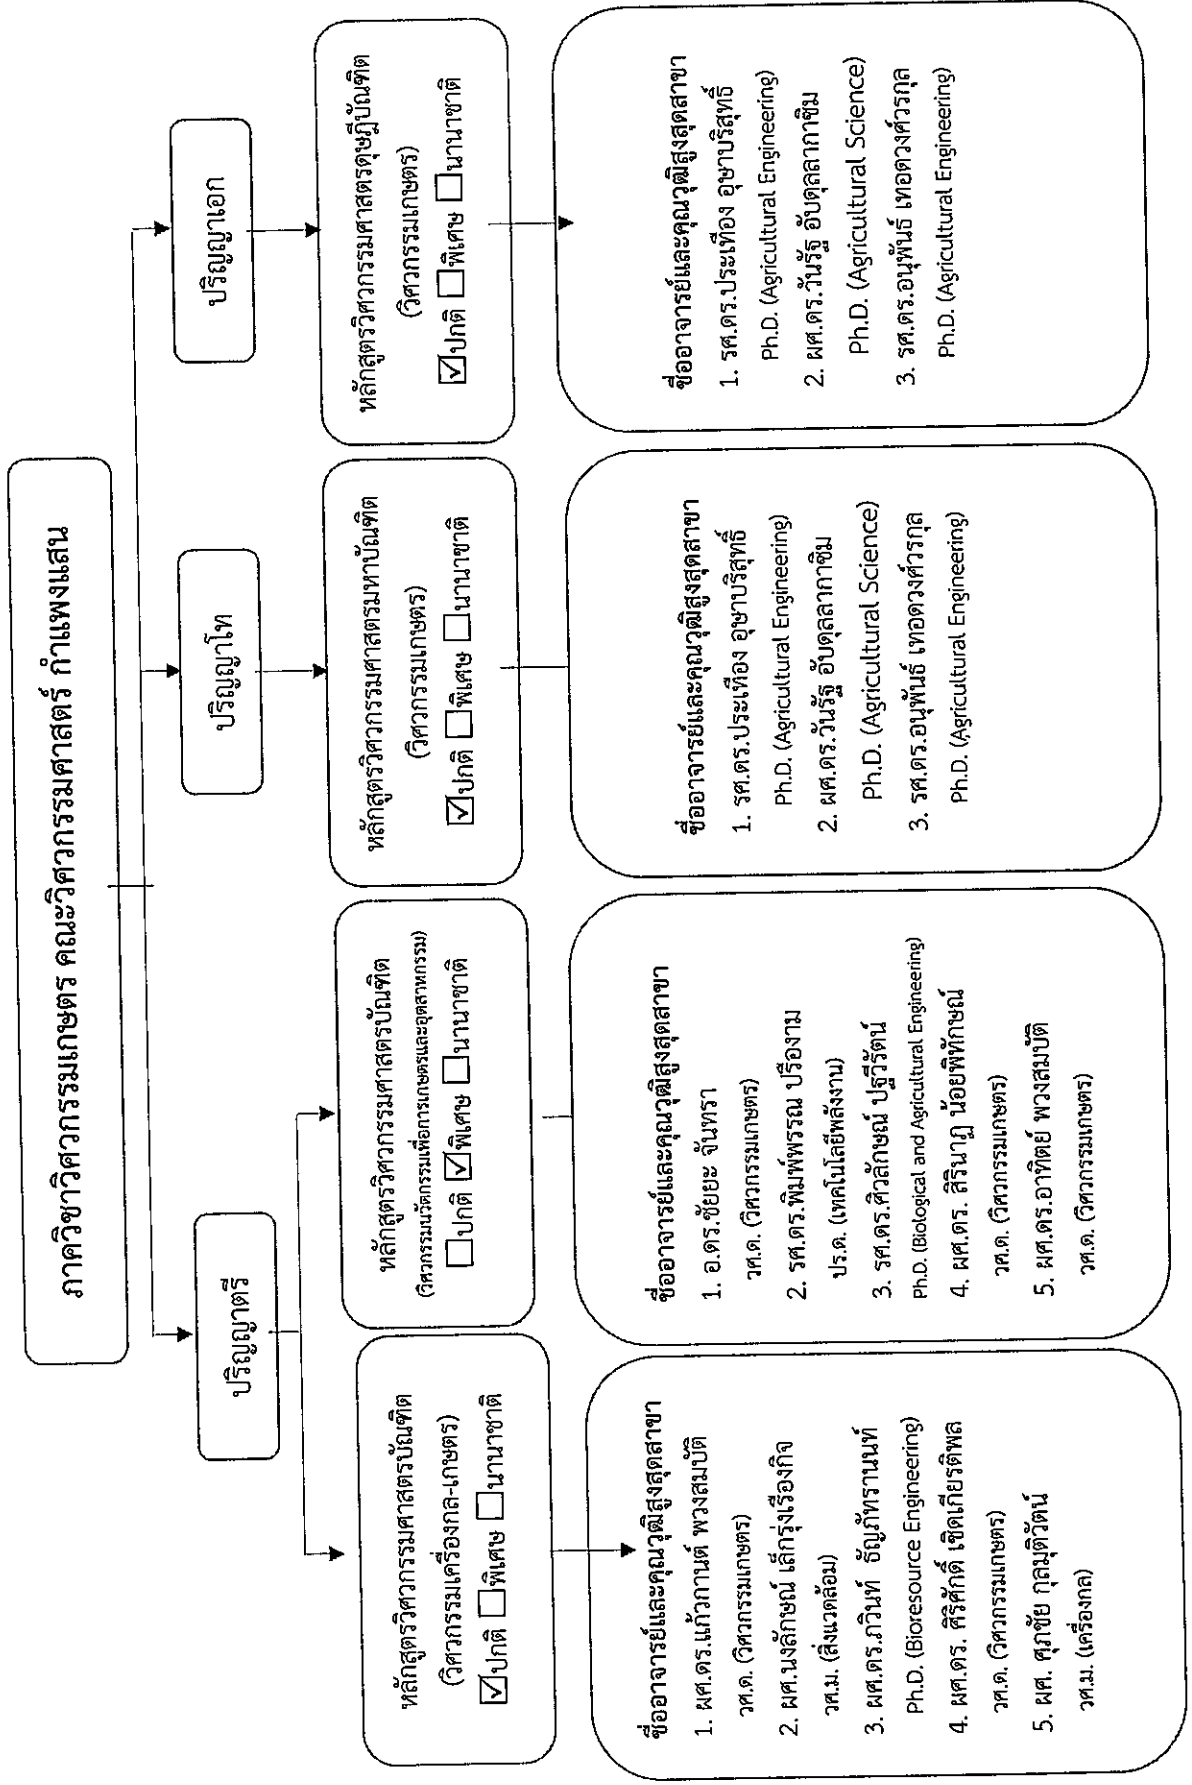 ภาควิชาวิศวกรรมเกษตร คณะวิศวกรรมศาสตร์ กำแพงแสน
ปริญญาตรี
ปริญญาโท
ปริญญาเอก
หลักสูตรวิศวกรรมศาสตรบัณฑิต
(วิศวกรรมเครื่องกล-เกษตร)
☑ปกติ ☐พิเศษ ☐นานาชาติ
หลักสูตรวิศวกรรมศาสตรบัณฑิต
(วิศวกรรมนวัตกรรมเพื่อการเกษตรและอุตสาหกรรม)
☐ปกติ ☑พิเศษ ☐นานาชาติ
หลักสูตรวิศวกรรมศาสตรมหาบัณฑิต
(วิศวกรรมเกษตร)
☑ปกติ ☐พิเศษ ☐นานาชาติ
หลักสูตรวิศวกรรมศาสตรดุษฎีบัณฑิต
(วิศวกรรมเกษตร)
☑ปกติ ☐พิเศษ ☐นานาชาติ
ชื่ออาจารย์และคุณวุฒิสูงสุดสาขา
1. ผศ.ดร.แก้วกานต์ พวงสมบัติ
วศ.ด. (วิศวกรรมเกษตร)
2. ผศ.นงลักษณ์ เล็กรุ่งเรืองกิจ
วศ.ม. (สิ่งแวดล้อม)
3. ผศ.ดร.ภวินท์ ธัญภัทรานนท์
Ph.D. (Bioresource Engineering)
4. ผศ.ดร. ศิริศักดิ์ เชิดเกียรติพล
วศ.ด. (วิศวกรรมเกษตร)
5. ผศ. ศุภชัย กุลมุติวัตน์
วศ.ม. (เครื่องกล)
ชื่ออาจารย์และคุณวุฒิสูงสุดสาขา
1. อ.ดร.ชัยยะ จันทรา
วศ.ด. (วิศวกรรมเกษตร)
2. รศ.ดร.พิมพ์พรรณ ปรืองาม
ปร.ด. (เทคโนโลยีพลังงาน)
3. รศ.ดร.ศิวลักษณ์ ปฐวีรัตน์
Ph.D. (Biological and Agricultural Engineering)
4. ผศ.ดร. สิรินาฏ น้อยพิทักษณ์
วศ.ด. (วิศวกรรมเกษตร)
5. ผศ.ดร.อาทิตย์ พวงสมบัติ
วศ.ด. (วิศวกรรมเกษตร)
ชื่ออาจารย์และคุณวุฒิสูงสุดสาขา
1. รศ.ดร.ประเทือง อุษาบริสุทธิ์
Ph.D. (Agricultural Engineering)
2. ผศ.ดร.วันรัฐ อับดุลลากาซิม
Ph.D. (Agricultural Science)
3. รศ.ดร.อนุพันธ์ เทอดวงศ์วรกุล
Ph.D. (Agricultural Engineering)
ชื่ออาจารย์และคุณวุฒิสูงสุดสาขา
1. รศ.ดร.ประเทือง อุษาบริสุทธิ์
Ph.D. (Agricultural Engineering)
2. ผศ.ดร.วันรัฐ อับดุลลากาซิม
Ph.D. (Agricultural Science)
3. รศ.ดร.อนุพันธ์ เทอดวงศ์วรกุล
Ph.D. (Agricultural Engineering)